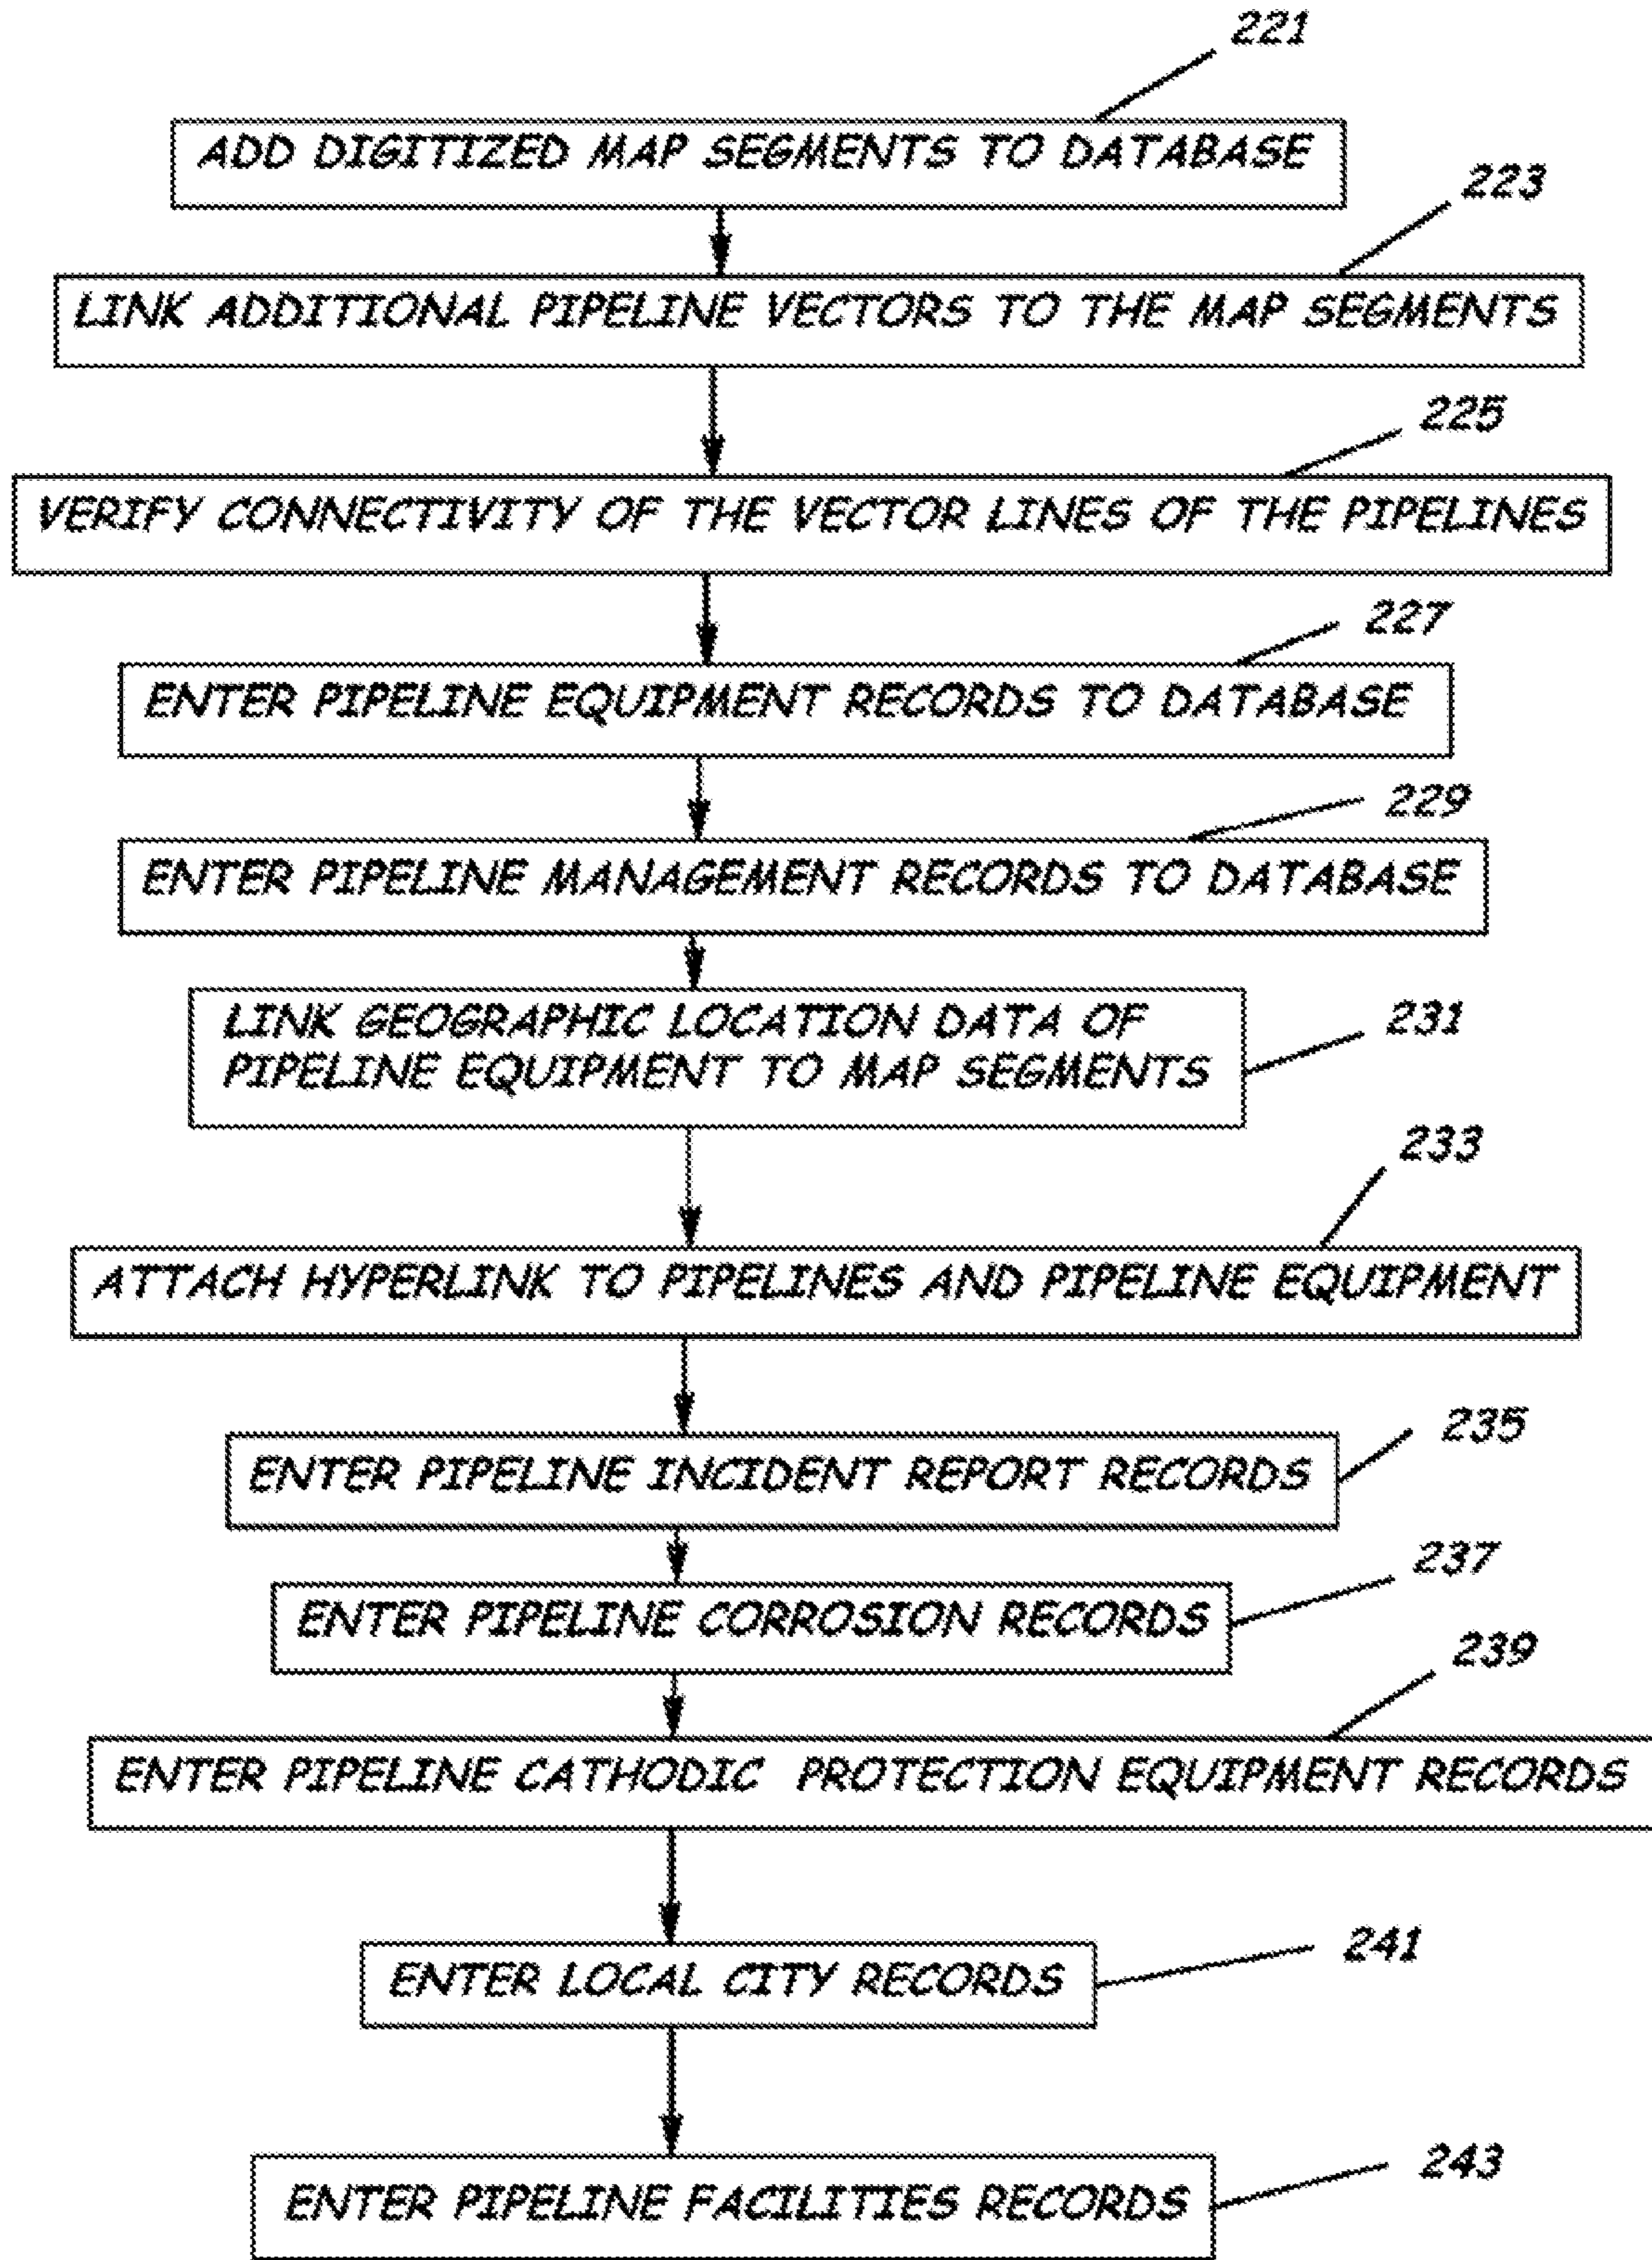 221
ADD DIGITIZED MAP SEGMENTS TO DATABASE
223
LINK ADDITIONAL PIPELINE VECTORS TO THE MAP SEGMENTS
225
VERIFY CONNECTIVITY OF THE VECTOR LINES OF THE PIPELINES
227
ENTER PIPELINE EQUIPMENT RECORDS TO DATABASE
229
ENTER PIPELINE MANAGEMENT RECORDS TO DATABASE
LINK GEOGRAPHIC LOCATION DATA OF
PIPELINE EQUIPMENT TO MAP SEGMENTS
231
233
ATTACH HYPERLINK TO PIPELINES AND PIPELINE EQUIPMENT
235
ENTER PIPELINE INCIDENT REPORT RECORDS
237
ENTER PIPELINE CORROSION RECORDS
239
ENTER PIPELINE CATHODIC PROTECTION EQUIPMENT RECORDS
241
ENTER LOCAL CITY RECORDS
243
ENTER PIPELINE FACILITIES RECORDS